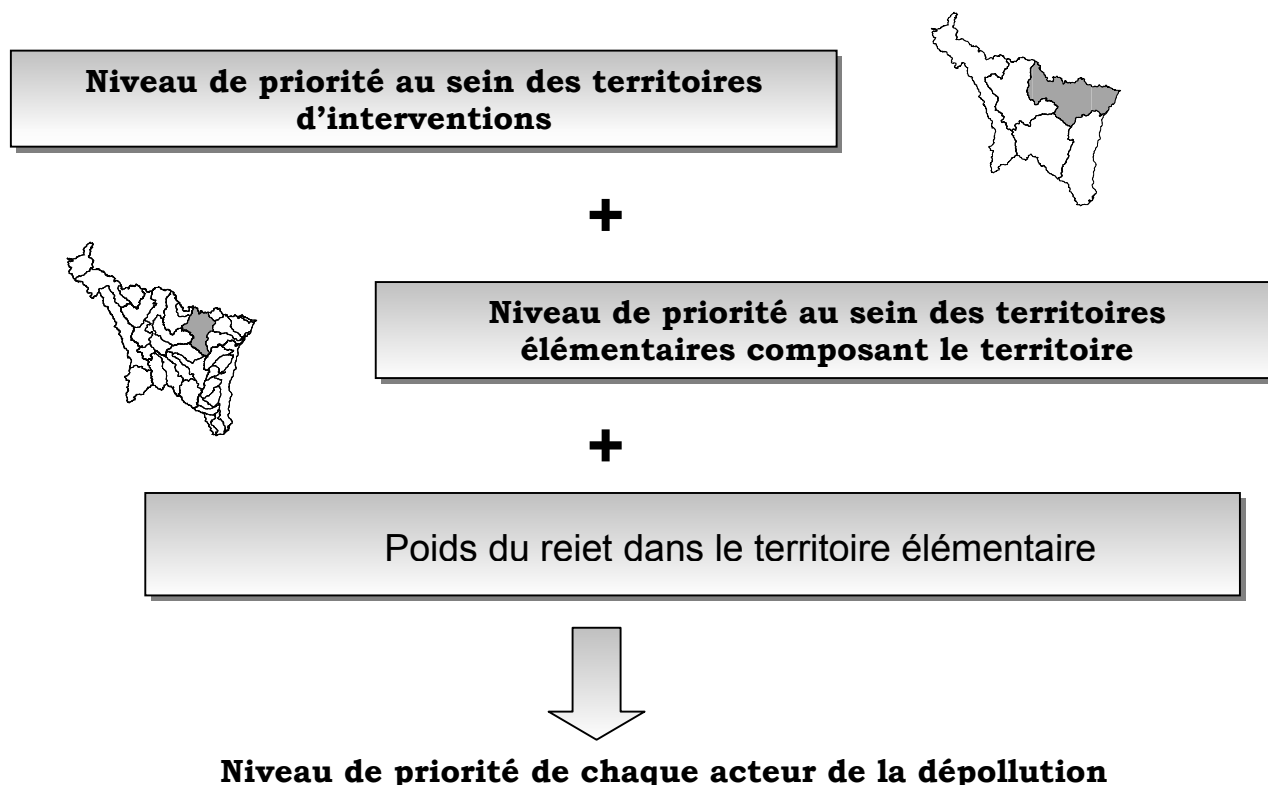 Niveau de priorité au sein des territoires
d’interventions
+
Niveau de priorité au sein des territoires
élémentaires composant le territoire
+
Poids du reiet dans le territoire élémentaire
Niveau de priorité de chaque acteur de la dépollution